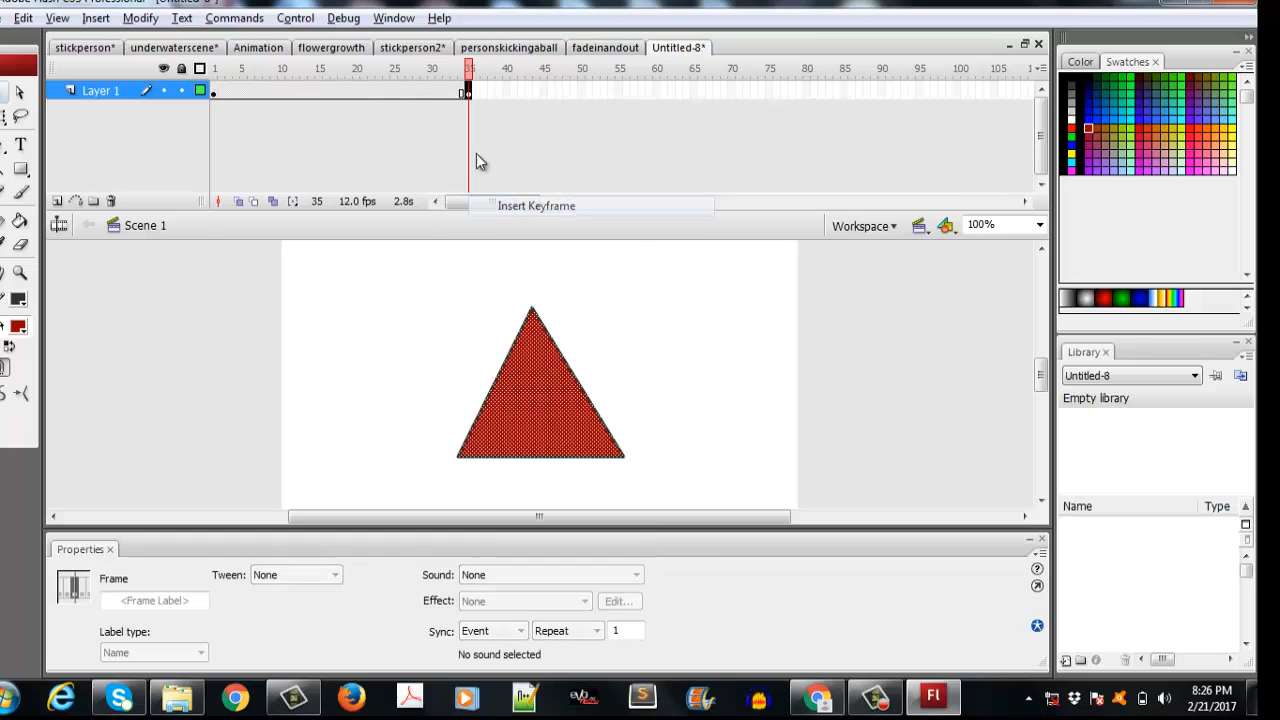 Edit View Insert Modify Text Commands Control Debug Window Help
stickperson* underwaterscene* Animation flowergrowth stickperson2* personskickingaball fadeinandout Untitled-8*
1 5 10 15 20 25 30 35 40 45 50 55 60 65 70 75 80 85 90 95 100 105 1
Layer 1
35 12.0 fps 2.8s
Insert Keyframe
Scene 1 Workspace 100%
Color Swatches
Library
Untitled-8
Empty library
Name Type
Properties
Frame Tween: None Sound: None
<Frame Label> Effect: None Edit...
Label type: Sync: Event Repeat 1
Name No sound selected
Fl
8:26 PM
2/21/2017